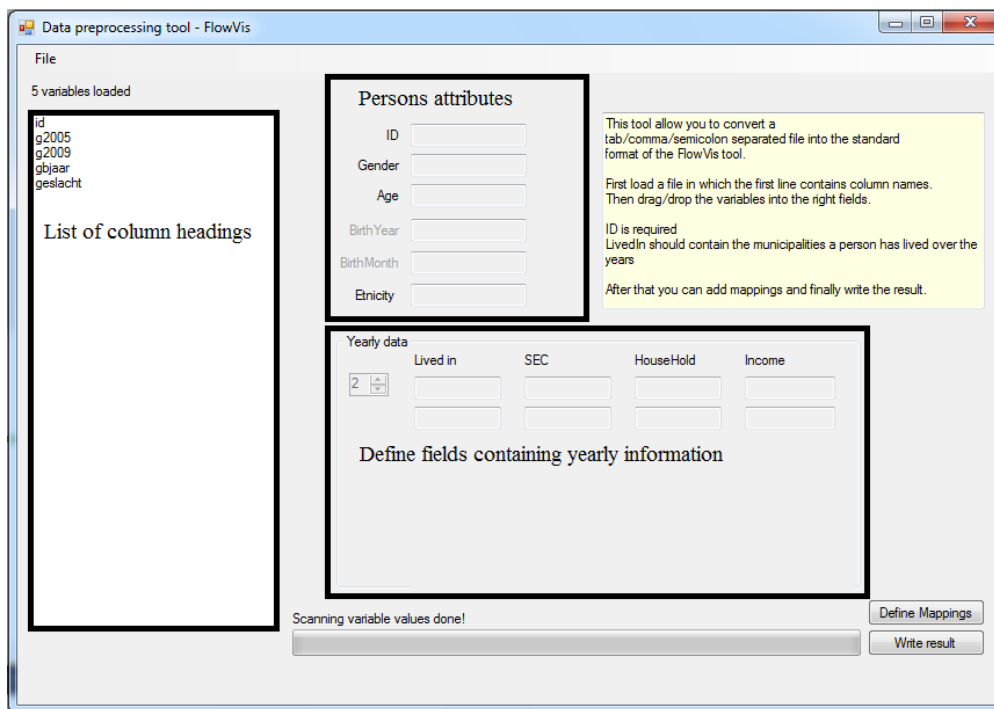 Data preprocessing tool - FlowVis
File
5 variables loaded
id
g2005
g2009
gbjaar
geslacht
List of column headings
Persons attributes
ID
Gender
Age
BirthYear
BirthMonth
Etnicity
This tool allow you to convert a
tab/comma/semicolon separated file into the standard
format of the FlowVis tool.
First load a file in which the first line contains column names.
Then drag/drop the variables into the right fields.
ID is required
LivedIn should contain the municipalities a person has lived over the
years
After that you can add mappings and finally write the result.
Yearly data
Lived in SEC HouseHold Income
2
Define fields containing yearly information
Scanning variable values done!
Define Mappings
Write result